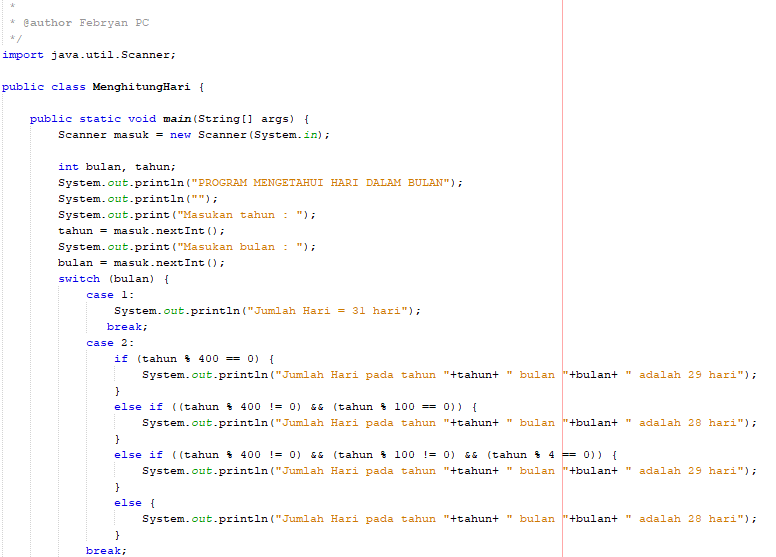 *
* @author Febryan PC
*/
import java.util.Scanner;
public class MenghitungHari {
public static void main(String[] args) {
Scanner masuk = new Scanner(System.in);
int bulan, tahun;
System.out.println("PROGRAM MENGETAHUI HARI DALAM BULAN");
System.out.println("");
System.out.print("Masukan tahun : ");
tahun = masuk.nextInt();
System.out.print("Masukan bulan : ");
bulan = masuk.nextInt();
switch (bulan) {
case 1:
System.out.println("Jumlah Hari = 31 hari");
break;
case 2:
if (tahun % 400 == 0) {
System.out.println("Jumlah Hari pada tahun "+tahun+ " bulan "+bulan+ " adalah 29 hari");
}
else if ((tahun % 400 != 0) && (tahun % 100 == 0)) {
System.out.println("Jumlah Hari pada tahun "+tahun+ " bulan "+bulan+ " adalah 28 hari");
}
else if ((tahun % 400 != 0) && (tahun % 100 != 0) && (tahun % 4 == 0)) {
System.out.println("Jumlah Hari pada tahun "+tahun+ " bulan "+bulan+ " adalah 29 hari");
}
else {
System.out.println("Jumlah Hari pada tahun "+tahun+ " bulan "+bulan+ " adalah 28 hari");
}
break;